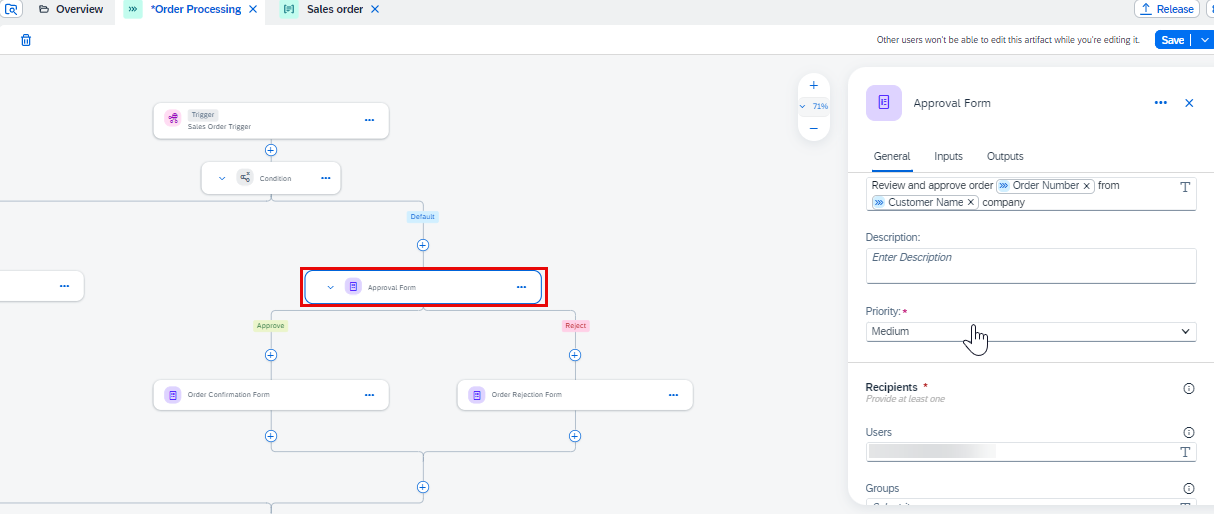 Overview
*Order Processing
Sales order
Release
Other users won't be able to edit this artifact while you're editing it.
Save
Trigger
Sales Order Trigger
Condition
Default
Approval Form
Approve
Reject
Order Confirmation Form
Order Rejection Form
71%
Approval Form
General
Inputs
Outputs
Review and approve order Order Number × from
Customer Name × company
Description:
Enter Description
Priority: *
Medium
Recipients *
Provide at least one
Users
Groups